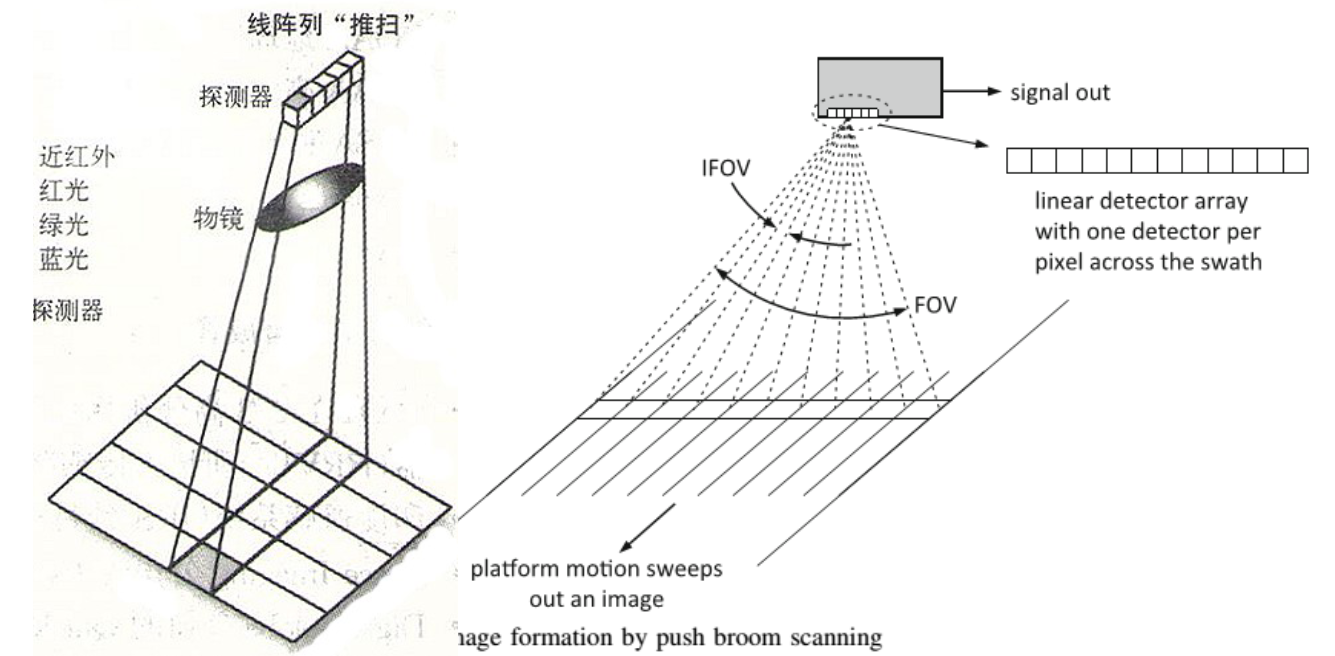 线阵列“推扫”
探测器
近红外
红光
绿光
蓝光
物镜
探测器
signal out
IFOV
linear detector array
with one detector per
pixel across the swath
FOV
platform motion sweeps
out an image
formation by push broom scanning